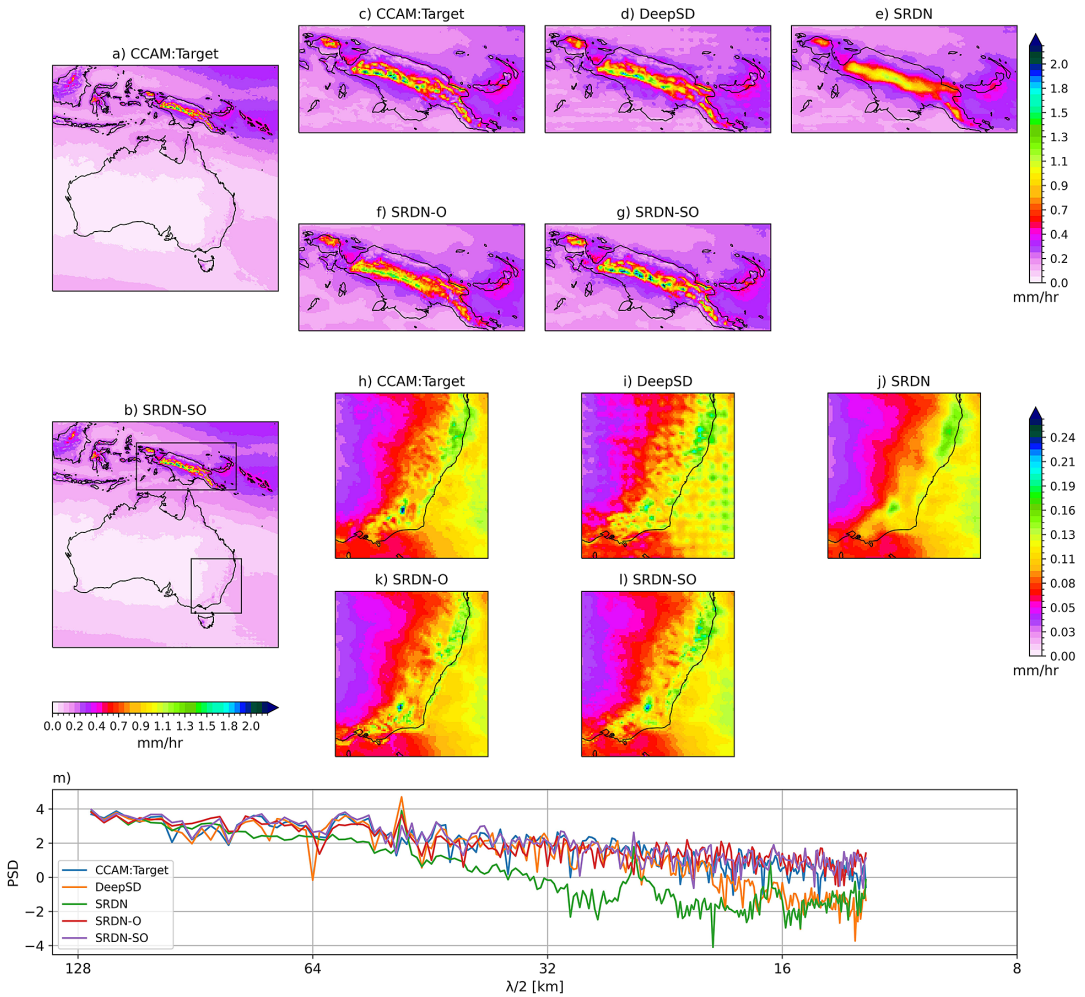 c) CCAM:Target
d) DeepSD
e) SRDN
a) CCAM:Target
2.0
1.8
1.5
1.3
1.1
0.9
0.7
0.4
0.2
0.0
mm/hr
f) SRDN-O
g) SRDN-SO
h) CCAM:Target
i) DeepSD
j) SRDN
b) SRDN-SO
0.24
0.21
0.18
0.16
0.13
0.11
0.08
0.06
0.03
0.00
mm/hr
k) SRDN-O
l) SRDN-SO
0.0 0.2 0.4 0.7 0.9 1.1 1.3 1.5 1.8 2.0
mm/hr
m)
PSD
4
2
0
−2
−4
CCAM:Target
DeepSD
SRDN
SRDN-O
SRDN-SO
128 64 32 16 8
λ/2 [km]